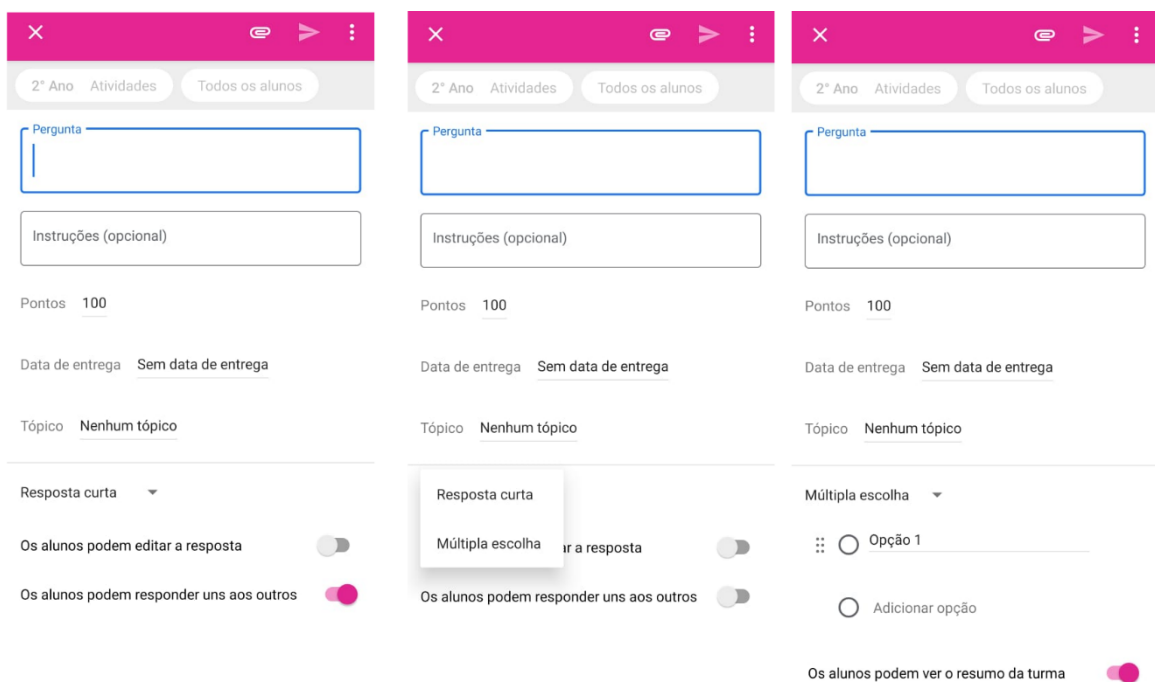 2° Ano Atividades Todos os alunos
Pergunta
Instruções (opcional)
Pontos 100
Data de entrega Sem data de entrega
Tópico Nenhum tópico
Resposta curta
Os alunos podem editar a resposta
Os alunos podem responder uns aos outros
2° Ano Atividades Todos os alunos
Pergunta
Instruções (opcional)
Pontos 100
Data de entrega Sem data de entrega
Tópico Nenhum tópico
Resposta curta
Múltipla escolha ar a resposta
Os alunos podem responder uns aos outros
2° Ano Atividades Todos os alunos
Pergunta
Instruções (opcional)
Pontos 100
Data de entrega Sem data de entrega
Tópico Nenhum tópico
Múltipla escolha
Opção 1
Adicionar opção
Os alunos podem ver o resumo da turma